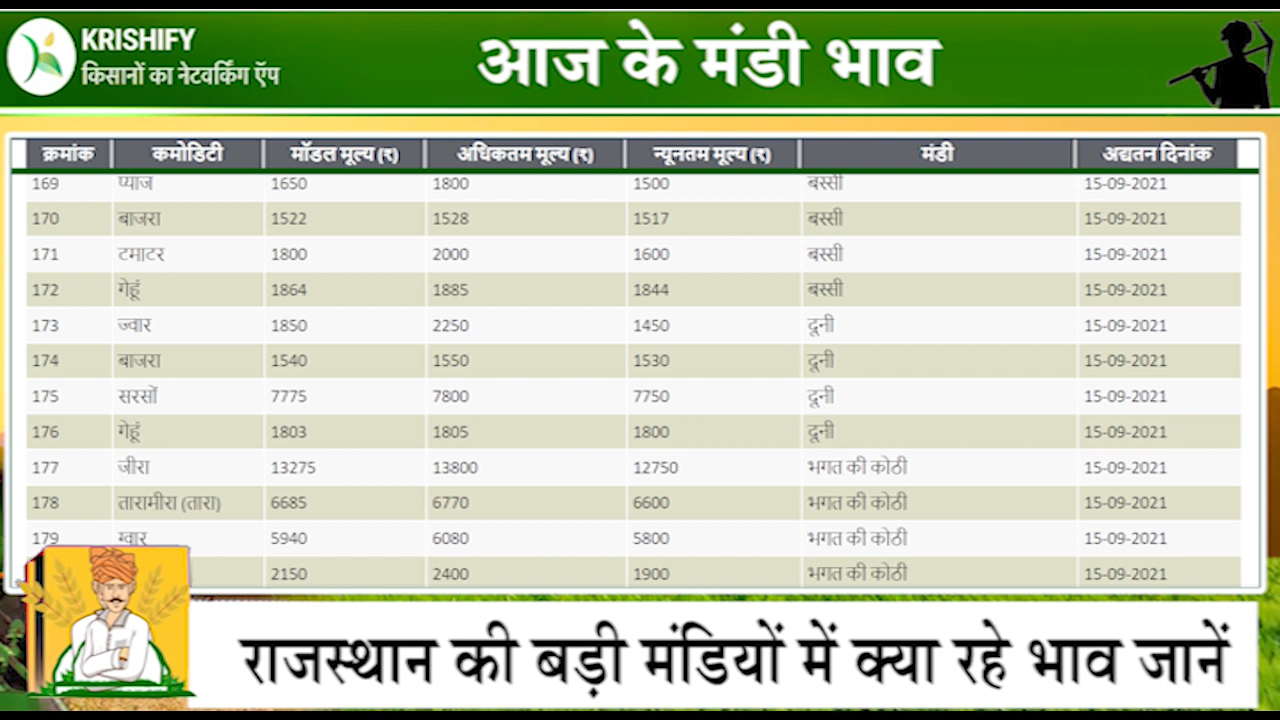 KRISHIFY
किसानों का नेटवर्किंग ऍप
आज के मंडी भाव
क्रमांक कमोडिटी मॉडल मूल्य (₹) अधिकतम मूल्य (₹) न्यूनतम मूल्य (₹) मंडी अद्यतन दिनांक
169 प्याज 1650 1800 1500 बस्सी 15-09-2021
170 बाजरा 1522 1528 1517 बस्सी 15-09-2021
171 टमाटर 1800 2000 1600 बस्सी 15-09-2021
172 गेहूं 1864 1885 1844 बस्सी 15-09-2021
173 ज्वार 1850 2250 1450 दूनी 15-09-2021
174 बाजरा 1540 1550 1530 दूनी 15-09-2021
175 सरसों 7775 7800 7750 दूनी 15-09-2021
176 गेहूं 1803 1805 1800 दूनी 15-09-2021
177 जीरा 13275 13800 12750 भगत की कोठी 15-09-2021
178 तारामीरा (तारा) 6685 6770 6600 भगत की कोठी 15-09-2021
179 ग्वार 5940 6080 5800 भगत की कोठी 15-09-2021
2150 2400 1900 भगत की कोठी 15-09-2021
राजस्थान की बड़ी मंडियों में क्या रहे भाव जानें